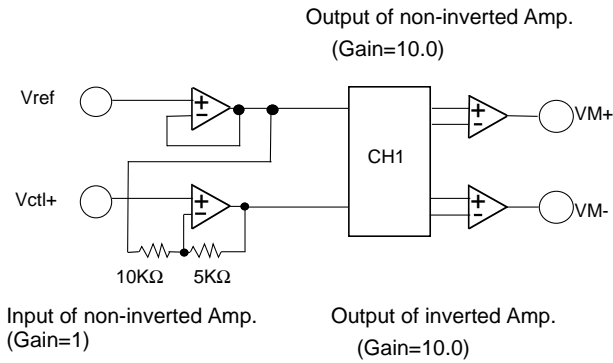 Output of non-inverted Amp.
(Gain=10.0)
Vref
+
-
+
-
VM+
CH1
Vctl+
+
-
+
-
VM-
10KΩ
5KΩ
Input of non-inverted Amp.
(Gain=1)
Output of inverted Amp.
(Gain=10.0)